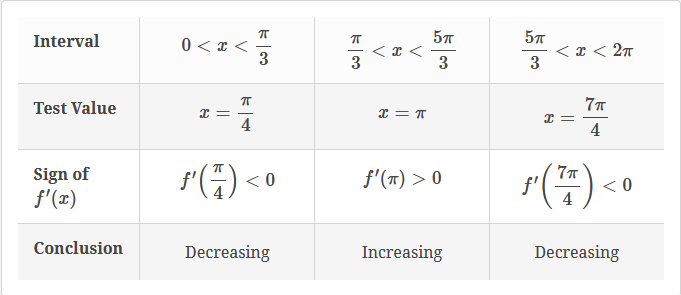 Interval 0 < x < π/3 π/3 < x < 5π/3 5π/3 < x < 2π
Test Value x = π/4 x = π x = 7π/4
Sign of
f′(x) f′(π/4) < 0 f′(π) > 0 f′(7π/4) < 0
Conclusion Decreasing Increasing Decreasing